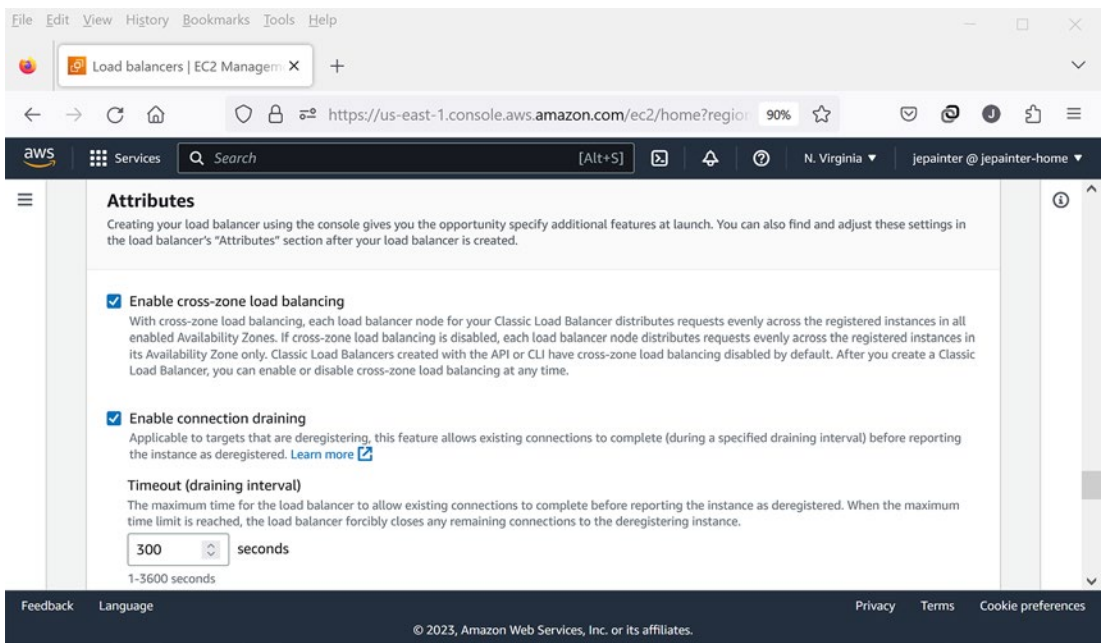 File Edit View History Bookmarks Tools Help
Load balancers | EC2 Managem
https://us-east-1.console.aws.amazon.com/ec2/home?region 90% J
aws Services Search [Alt+S] N. Virginia jepainter @ jepainter-home
Attributes
Creating your load balancer using the console gives you the opportunity specify additional features at launch. You can also find and adjust these settings in
the load balancer's "Attributes" section after your load balancer is created.
Enable cross-zone load balancing
With cross-zone load balancing, each load balancer node for your Classic Load Balancer distributes requests evenly across the registered instances in all
enabled Availability Zones. If cross-zone load balancing is disabled, each load balancer node distributes requests evenly across the registered instances in
its Availability Zone only. Classic Load Balancers created with the API or CLI have cross-zone load balancing disabled by default. After you create a Classic
Load Balancer, you can enable or disable cross-zone load balancing at any time.
Enable connection draining
Applicable to targets that are deregistering, this feature allows existing connections to complete (during a specified draining interval) before reporting
the instance as deregistered. Learn more
Timeout (draining interval)
The maximum time for the load balancer to allow existing connections to complete before reporting the instance as deregistered. When the maximum
time limit is reached, the load balancer forcibly closes any remaining connections to the deregistering instance.
300 seconds
1-3600 seconds
Feedback Language Privacy Terms Cookie preferences
© 2023, Amazon Web Services, Inc. or its affiliates.